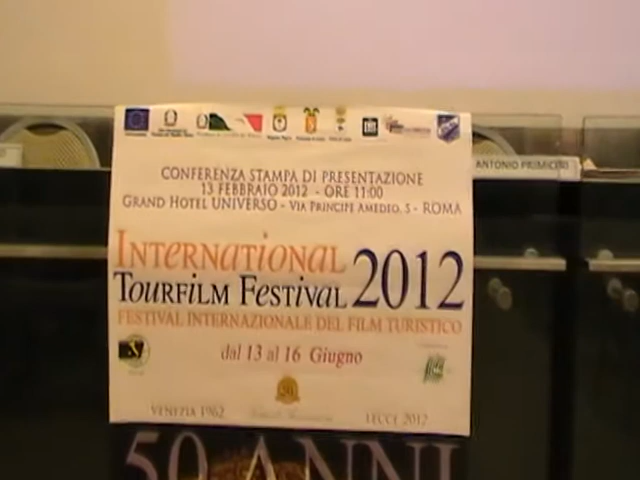 CONFERENZA STAMPA DI PRESENTAZIONE
13 FEBBRAIO 2012 - ORE 11:00
GRAND HOTEL UNIVERSO - VIA PRINCIPE AMEDEO, 5 - ROMA
ANTONIO PRIMICERI
INTERNATIONAL
TOURFILM FESTIVAL 2012
FESTIVAL INTERNAZIONALE DEL FILM TURISTICO
dal 13 al 16 Giugno
50
VENEZIA 1962
LECCE 2012
50 ANNI